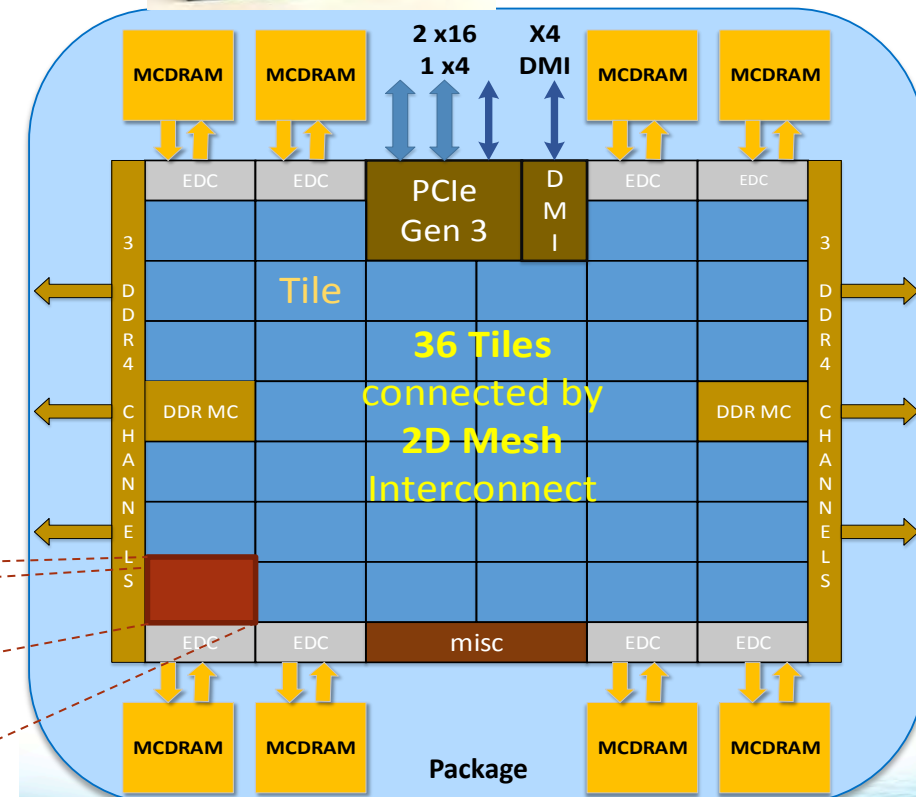 2 x16
X4
1 x4
DMI
MCDRAM
MCDRAM
MCDRAM
MCDRAM
EDC
EDC
PCIe
Gen 3
D
M
I
EDC
EDC
3
D
D
R
4
C
H
A
N
N
E
L
S
3
D
D
R
4
C
H
A
N
N
E
L
S
Tile
36 Tiles
connected by
2D Mesh
Interconnect
DDR MC
DDR MC
EDC
EDC
misc
EDC
EDC
MCDRAM
MCDRAM
MCDRAM
MCDRAM
Package